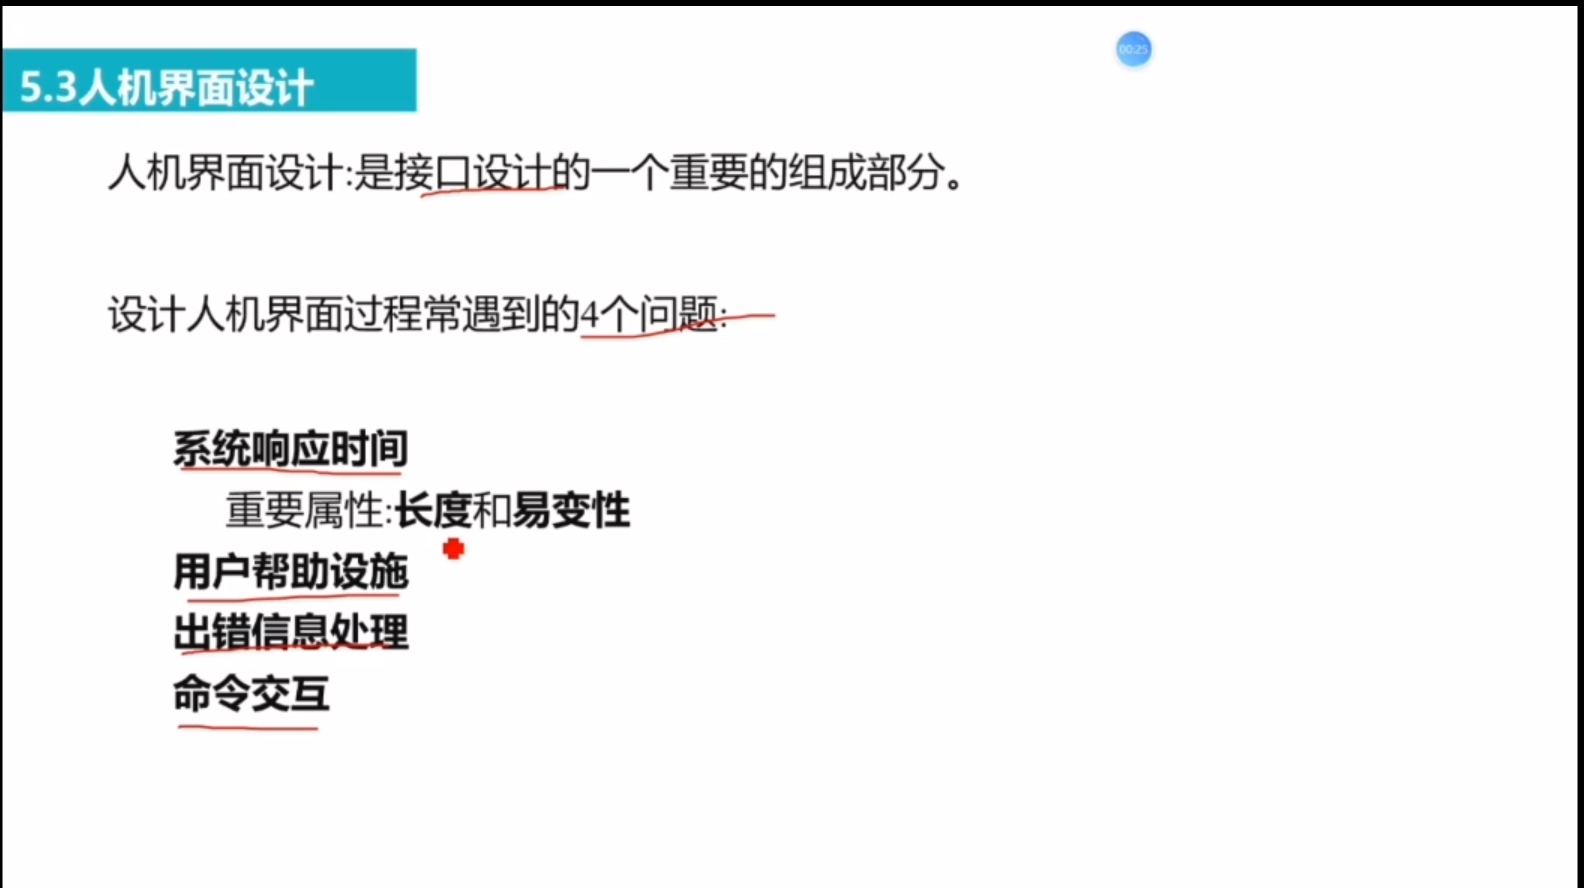 00:25
5.3人机界面设计
人机界面设计:是接口设计的一个重要的组成部分。
设计人机界面过程常遇到的4个问题:
系统响应时间
重要属性:长度和易变性
用户帮助设施
出错信息处理
命令交互